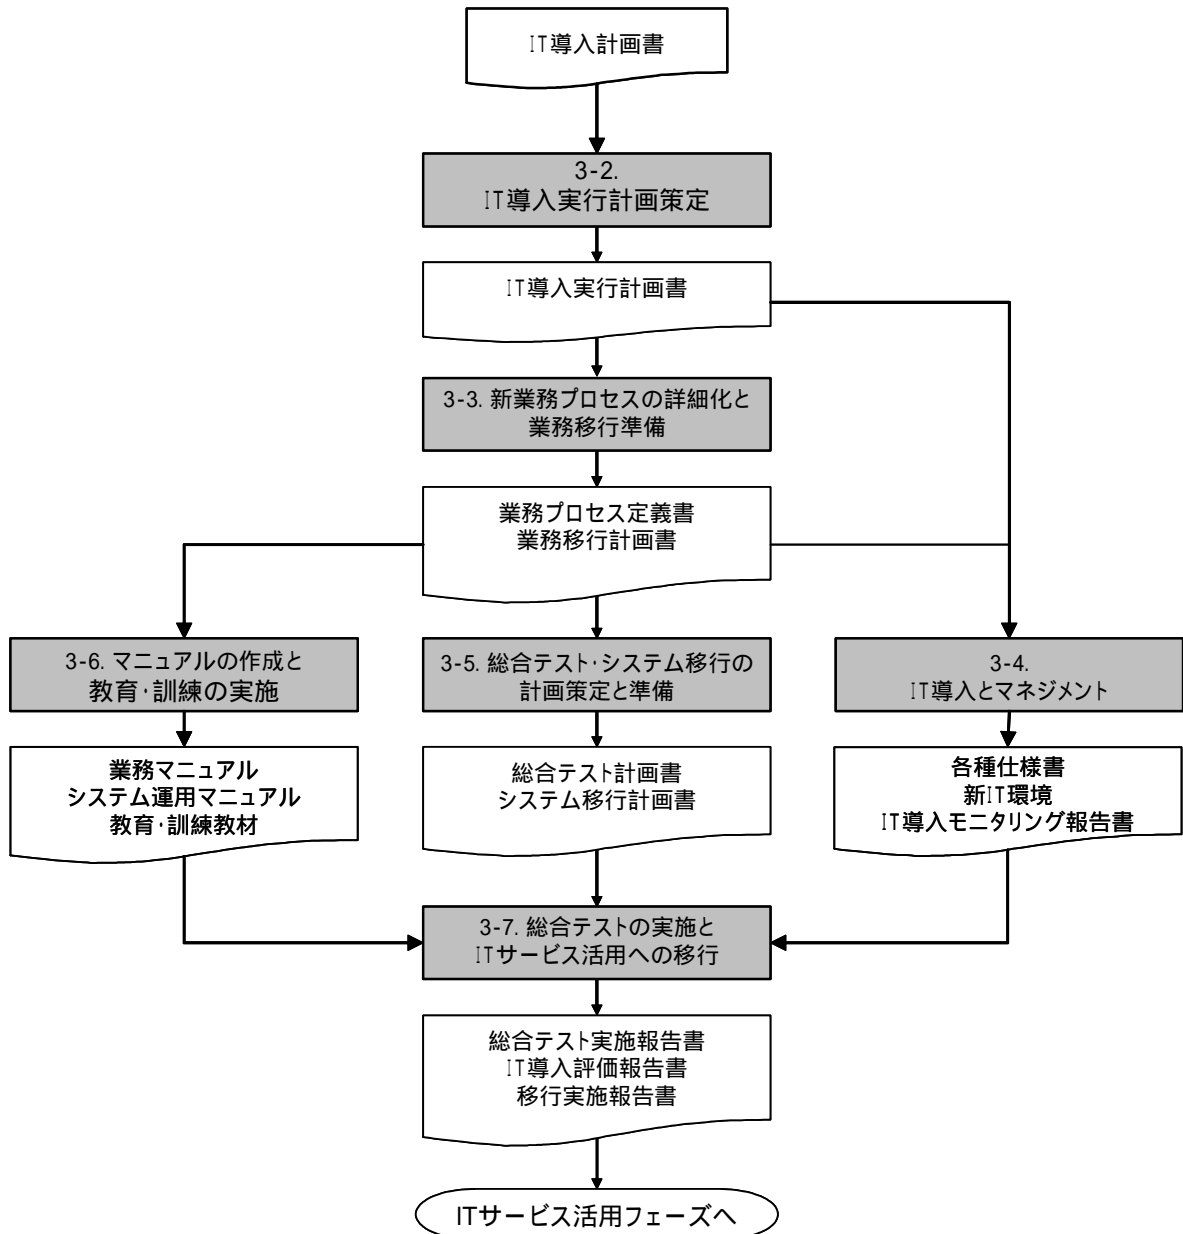 IT導入計画書
3-2.
IT導入実行計画策定
IT導入実行計画書
3-3. 新業務プロセスの詳細化と
業務移行準備
業務プロセス定義書
業務移行計画書
3-6. マニュアルの作成と
教育・訓練の実施
3-5. 総合テスト・システム移行の
計画策定と準備
3-4.
IT導入とマネジメント
業務マニュアル
システム運用マニュアル
教育・訓練教材
総合テスト計画書
システム移行計画書
各種仕様書
新IT環境
IT導入モニタリング報告書
3-7. 総合テストの実施と
ITサービス活用への移行
総合テスト実施報告書
IT導入評価報告書
移行実施報告書
ITサービス活用フェーズへ